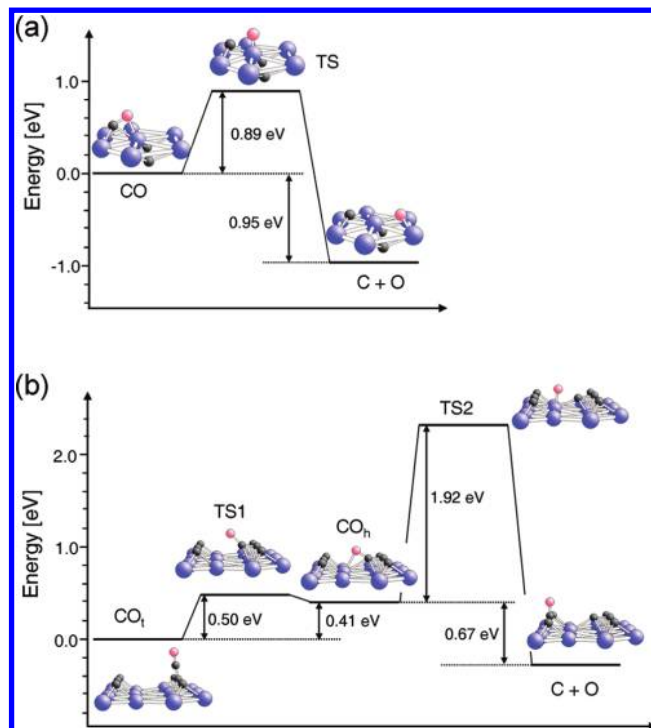 (a)
TS
1.0
0.89 eV
Energy [eV]
0.0
CO
0.95 eV
-1.0
C + O
(b)
TS2
2.0
1.92 eV
Energy [eV]
TS1
COh
1.0
COt
0.50 eV
0.41 eV
0.67 eV
0.0
C + O